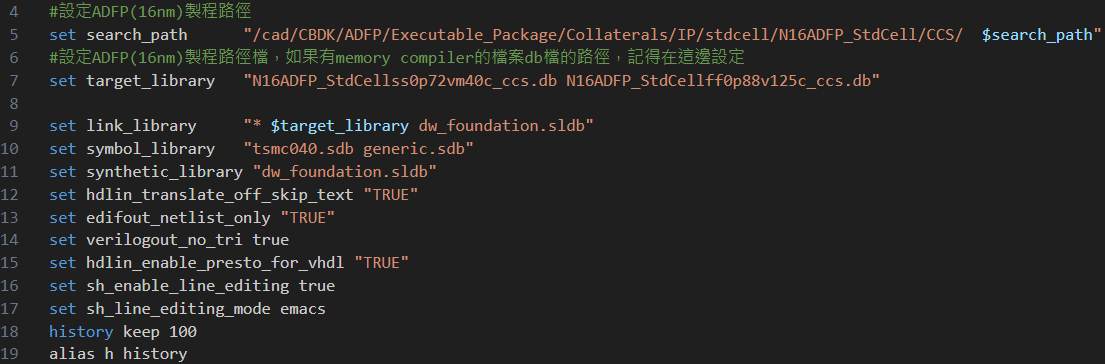 4 #設定ADFP(16nm)製程路徑
5 set search_path "/cad/CBDK/ADFP/Executable_Package/Collaterals/IP/stdcell/N16ADFP_StdCell/CCS/ $search_path"
6 #設定ADFP(16nm)製程路徑檔，如果有memory compiler的檔案db檔的路徑，記得在這邊設定
7 set target_library "N16ADFP_StdCellss0p72vm40c_ccs.db N16ADFP_StdCellff0p88v125c_ccs.db"
8
9 set link_library "* $target_library dw_foundation.sldb"
10 set symbol_library "tsmc040.sdb generic.sdb"
11 set synthetic_library "dw_foundation.sldb"
12 set hdlin_translate_off_skip_text "TRUE"
13 set edifout_netlist_only "TRUE"
14 set verilogout_no_tri true
15 set hdlin_enable_presto_for_vhdl "TRUE"
16 set sh_enable_line_editing true
17 set sh_line_editing_mode emacs
18 history keep 100
19 alias h history